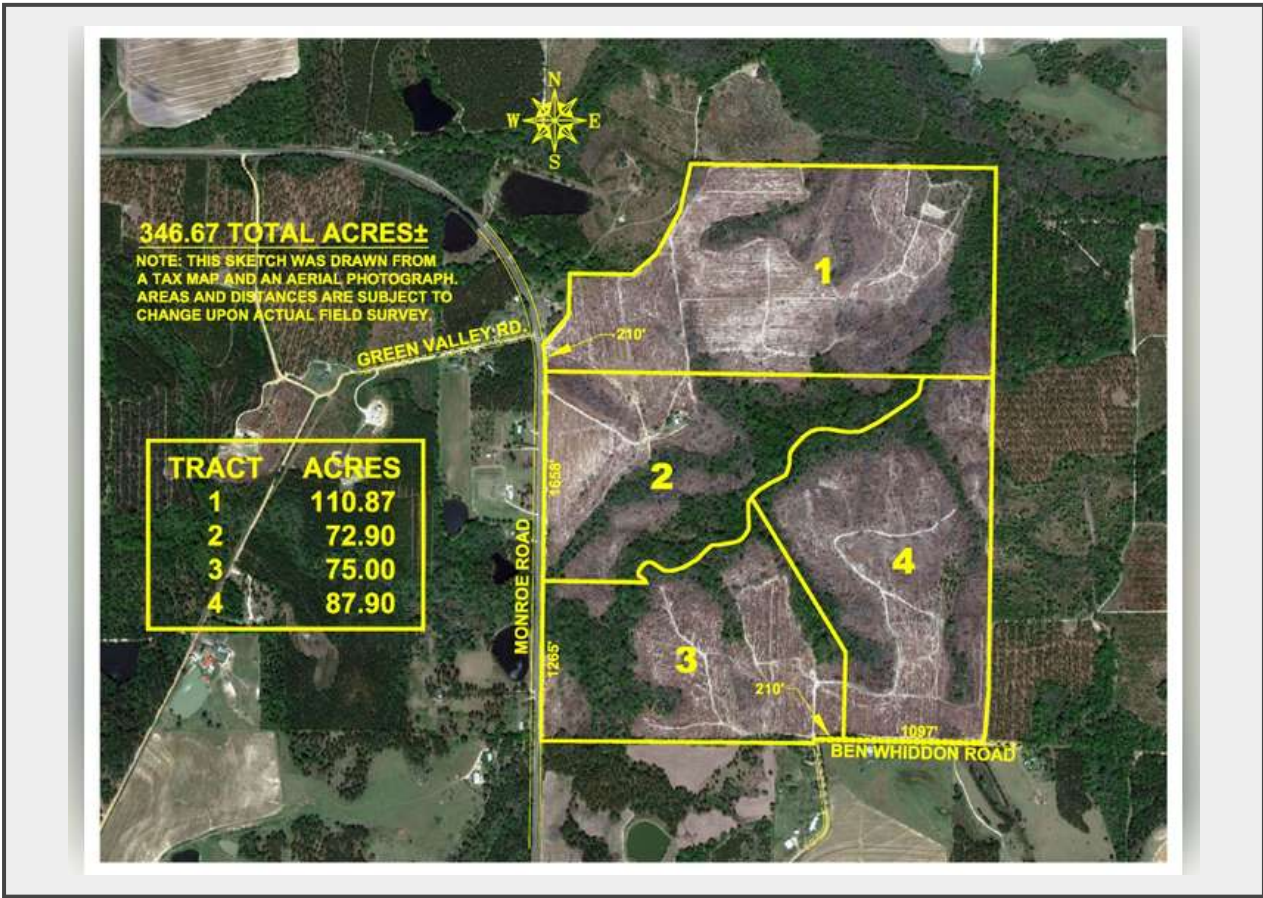 N
W E
S
346.67 TOTAL ACRES±
NOTE: THIS SKETCH WAS DRAWN FROM
A TAX MAP AND AN AERIAL PHOTOGRAPH.
AREAS AND DISTANCES ARE SUBJECT TO
CHANGE UPON ACTUAL FIELD SURVEY.
GREEN VALLEY RD.
210'
1
TRACT ACRES
1 110.87
2 72.90
3 75.00
4 87.90
2
1658'
MONROE ROAD
4
3
1265'
210'
1097'
BEN WHIDDON ROAD